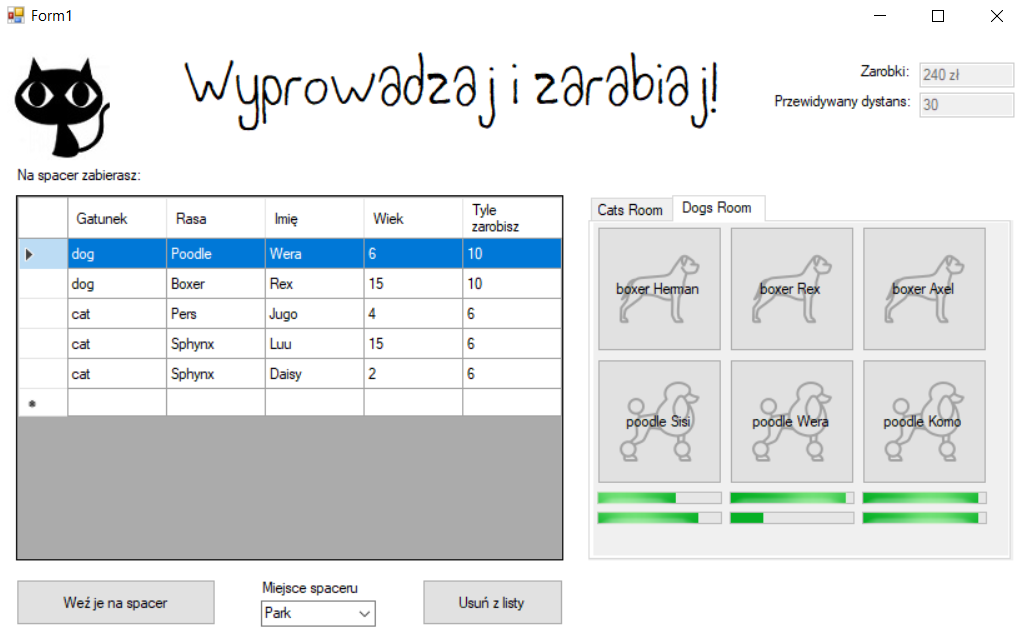 Form1
Wyprowadzaj i zarabiaj!
Zarobki: 240 zł
Przewidywany dystans: 30
Na spacer zabierasz:
Gatunek Rasa Imię Wiek Tyle
zarobisz
dog Poodle Wera 6 10
dog Boxer Rex 15 10
cat Pers Jugo 4 6
cat Sphynx Luu 15 6
cat Sphynx Daisy 2 6
Cats Room Dogs Room
boxer Herman boxer Rex boxer Axel
poodle Sisi poodle Wera poodle Komo
Weź je na spacer
Miejsce spaceru
Park
Usuń z listy